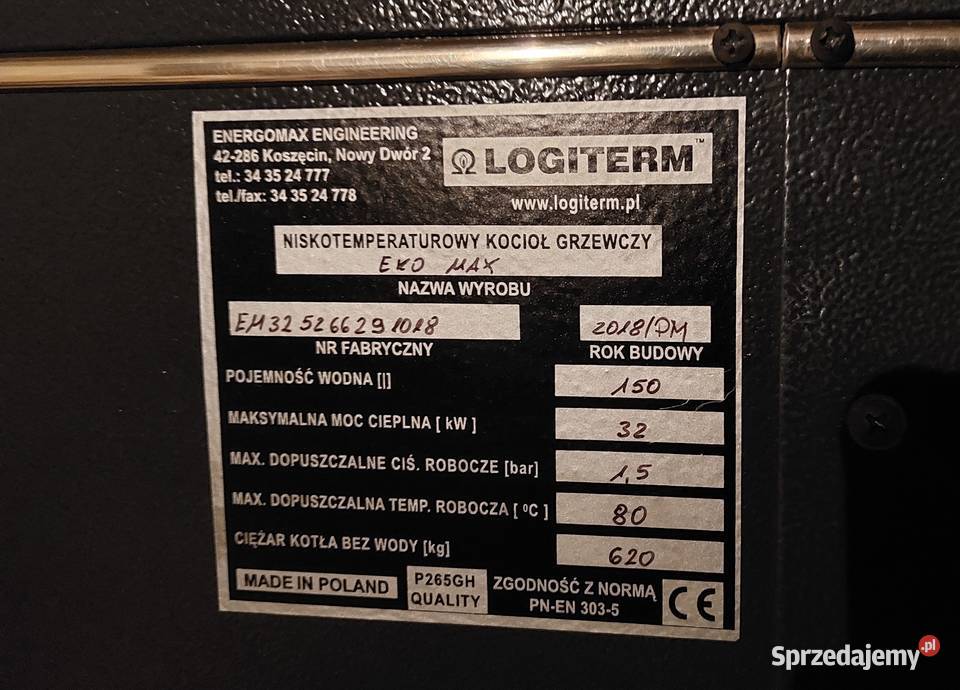 ENERGOMAX ENGINEERING
42-286 Koszęcin, Nowy Dwór 2
tel.: 34 35 24 777
tel./fax: 34 35 24 778
LOGITERM™
www.logiterm.pl
NISKOTEMPERATUROWY KOCIOŁ GRZEWCZY
EKO MAX
NAZWA WYROBU
EM32 5266291018
NR FABRYCZNY
2018/PM
ROK BUDOWY
POJEMNOŚĆ WODNA [l] 150
MAKSYMALNA MOC CIEPLNA [ kW ] 32
MAX. DOPUSZCZALNE CIŚ. ROBOCZE [bar] 1,5
MAX. DOPUSZCZALNA TEMP. ROBOCZA [ ºC ] 80
CIĘŻAR KOTŁA BEZ WODY [kg] 620
MADE IN POLAND
P265GH
QUALITY
ZGODNOŚĆ Z NORMĄ
PN-EN 303-5
CE
Sprzedajemy.pl